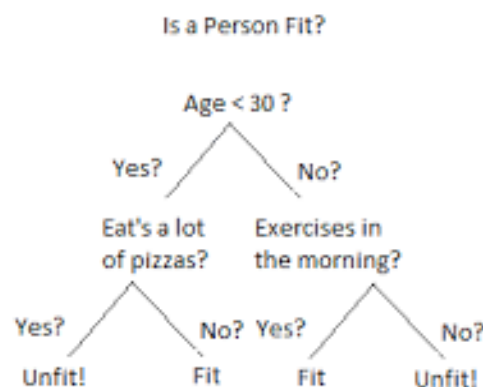 Is a Person Fit?
Age < 30 ?
Yes?
No?
Eat's a lot
of pizzas?
Exercises in
the morning?
Yes?
No?
Yes?
No?
Unfit!
Fit
Fit
Unfit!